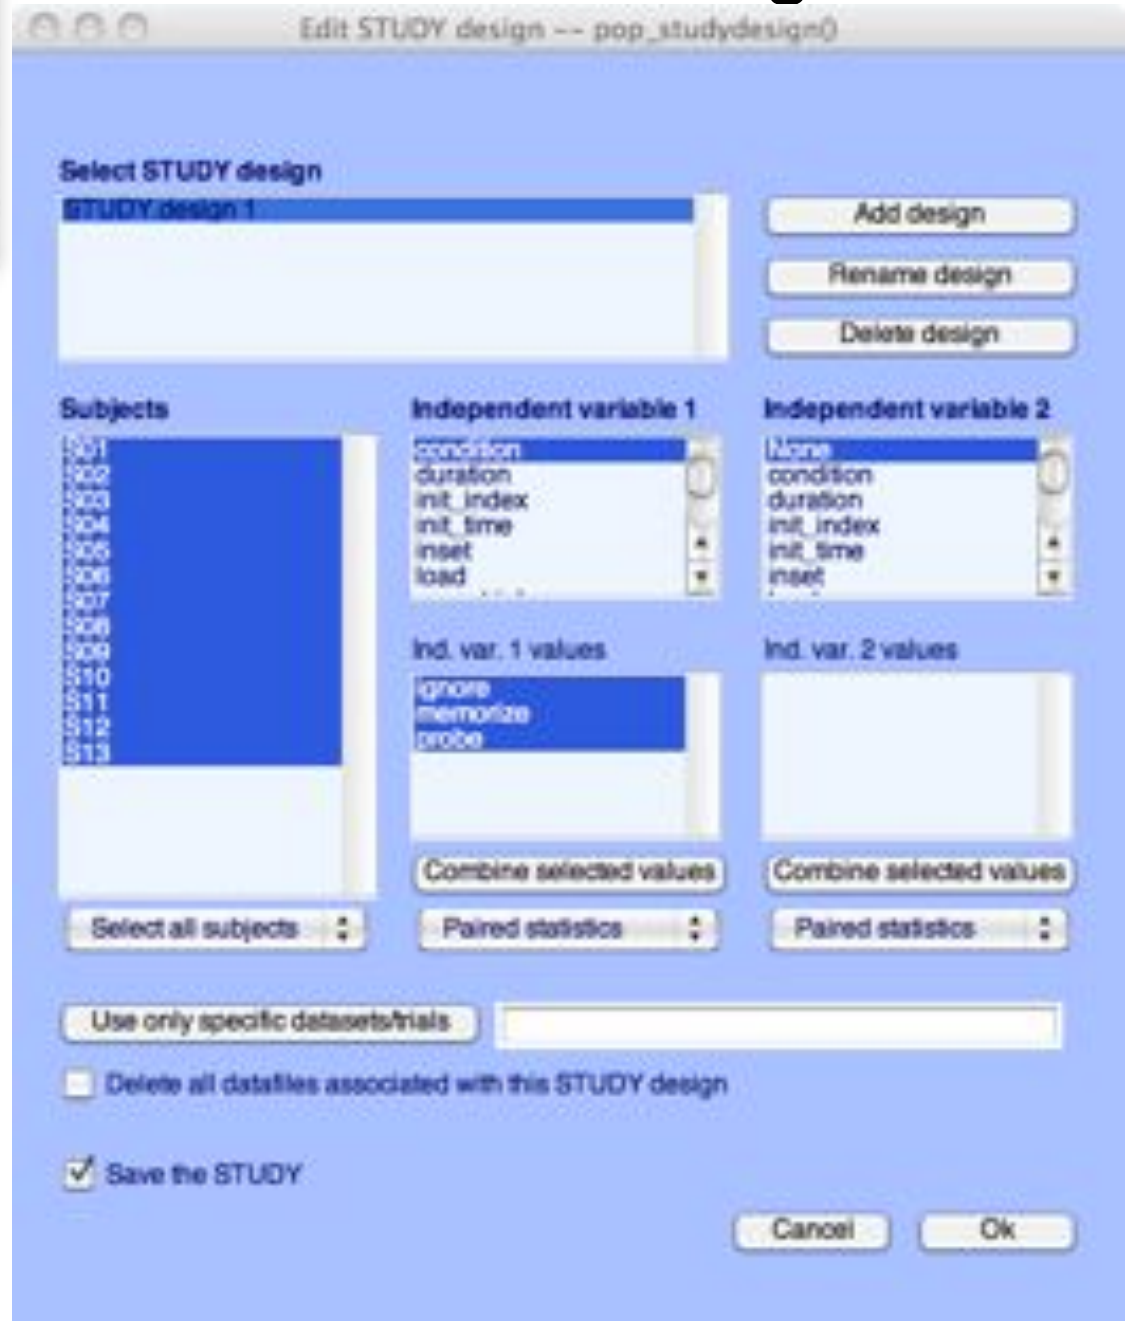 Edit STUDY design -- pop_studydesign()
Select STUDY design
STUDY.design 1
Add design
Rename design
Delete design
Subjects
S01
S02
S03
S04
S05
S06
S07
S08
S09
S10
S11
S12
S13
Select all subjects
Independent variable 1
condition
duration
init_index
init_time
inset
load
Ind. var. 1 values
ignore
memorize
probe
Combine selected values
Paired statistics
Independent variable 2
None
condition
duration
init_index
init_time
inset
Ind. var. 2 values
Combine selected values
Paired statistics
Use only specific datasets/trials
Delete all datafiles associated with this STUDY design
Save the STUDY
Cancel
Ok